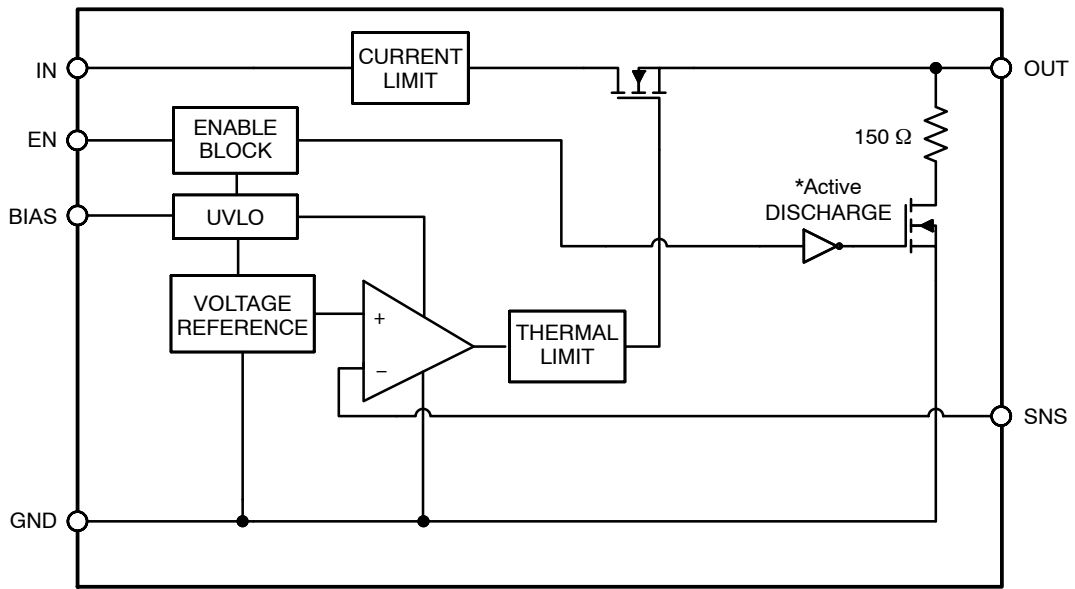 IN
CURRENT
LIMIT
OUT
EN
ENABLE
BLOCK
150 Ω
*Active
DISCHARGE
BIAS
UVLO
VOLTAGE
REFERENCE
+
−
THERMAL
LIMIT
SNS
GND